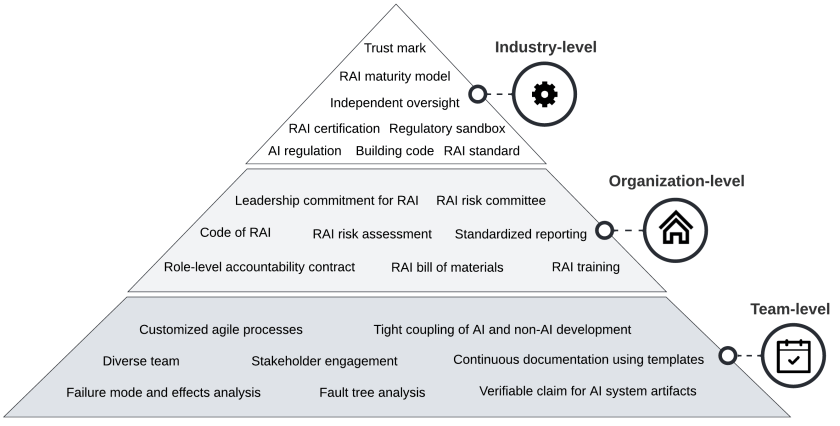 Trust mark
Industry-level
RAI maturity model
Independent oversight
RAI certification Regulatory sandbox
AI regulation Building code RAI standard
Organization-level
Leadership commitment for RAI RAI risk committee
Code of RAI RAI risk assessment Standardized reporting
Role-level accountability contract RAI bill of materials RAI training
Team-level
Customized agile processes Tight coupling of AI and non-AI development
Diverse team Stakeholder engagement Continuous documentation using templates
Failure mode and effects analysis Fault tree analysis Verifiable claim for AI system artifacts